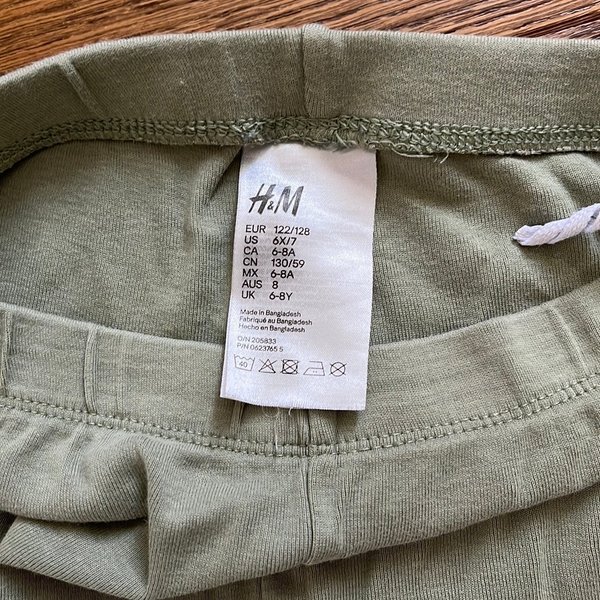 H&M
EUR 122/128
US 6X/7
CA 6-8A
CN 130/59
MX 6-8A
AUS 8
UK 6-8Y
Made in Bangladesh
Fabriqué au Bangladesh
Hecho en Bangladesh
O/N 205833
P/N 0623765 5
40